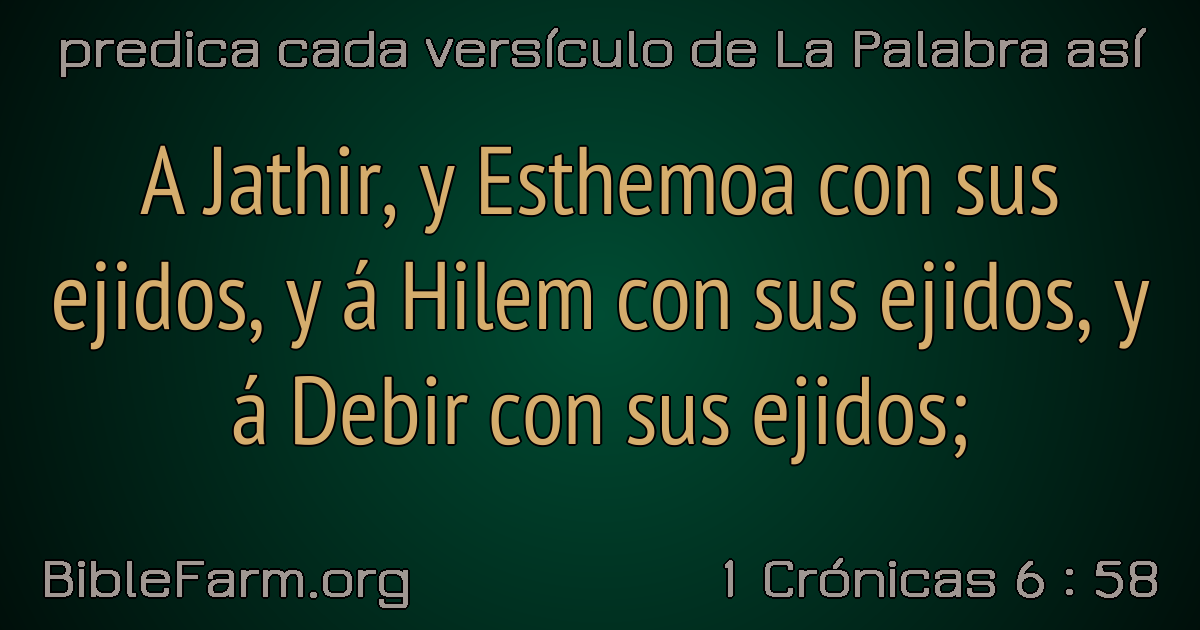 predica cada versículo de La Palabra así
A Jathir, y Esthemoa con sus
ejidos, y á Hilem con sus ejidos, y
á Debir con sus ejidos;
BibleFarm.org
1 Crónicas 6 : 58